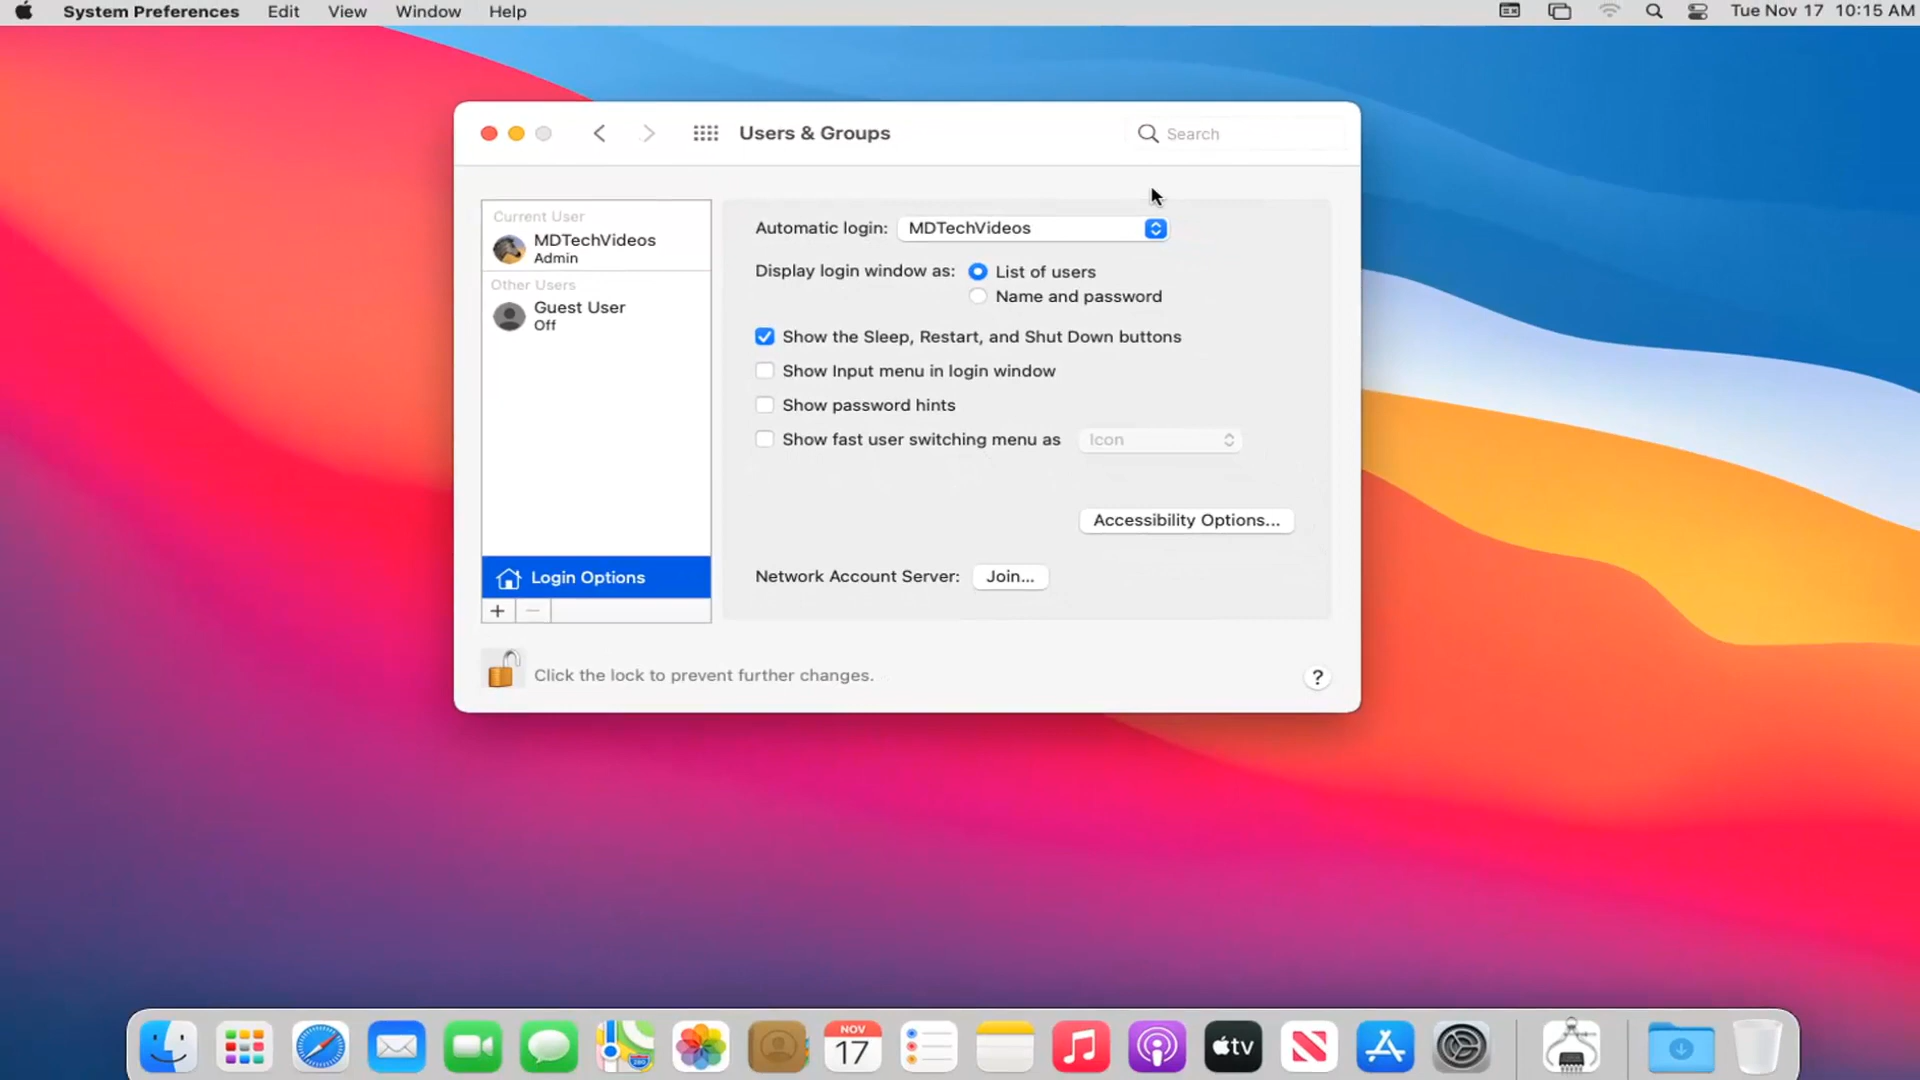 System Preferences Edit View Window Help Tue Nov 17 10:15 AM
Users & Groups
Search
Current User
MDTechVideos
Admin
Other Users
Guest User
Off
Login Options
Automatic login: MDTechVideos
Display login window as: List of users
Name and password
Show the Sleep, Restart, and Shut Down buttons
Show Input menu in login window
Show password hints
Show fast user switching menu as Icon
Accessibility Options...
Network Account Server: Join...
Click the lock to prevent further changes.
?
NOV
17
tv